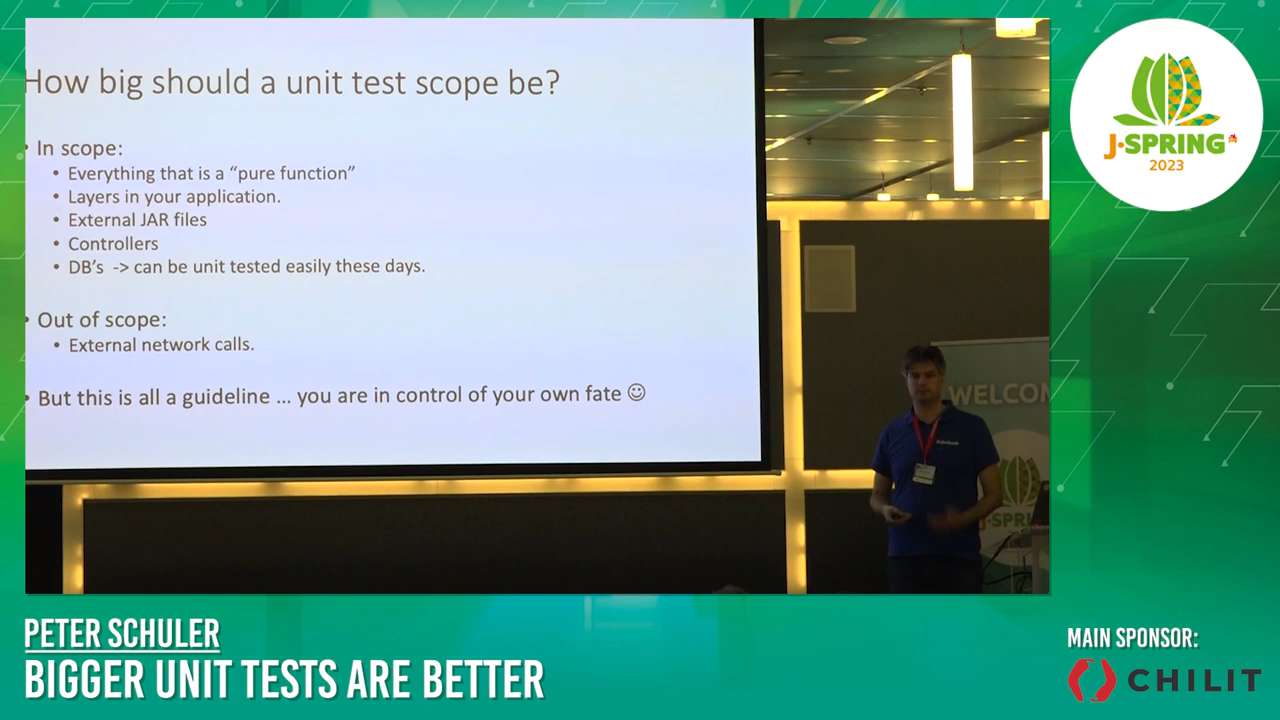 How big should a unit test scope be?
• In scope:
• Everything that is a “pure function”
• Layers in your application.
• External JAR files
• Controllers
• DB’s -> can be unit tested easily these days.
• Out of scope:
• External network calls.
• But this is all a guideline ... you are in control of your own fate ☺
WELCOM
J·SPRI
J·SPRING
2023
PETER SCHULER
BIGGER UNIT TESTS ARE BETTER
MAIN SPONSOR:
CHILIT